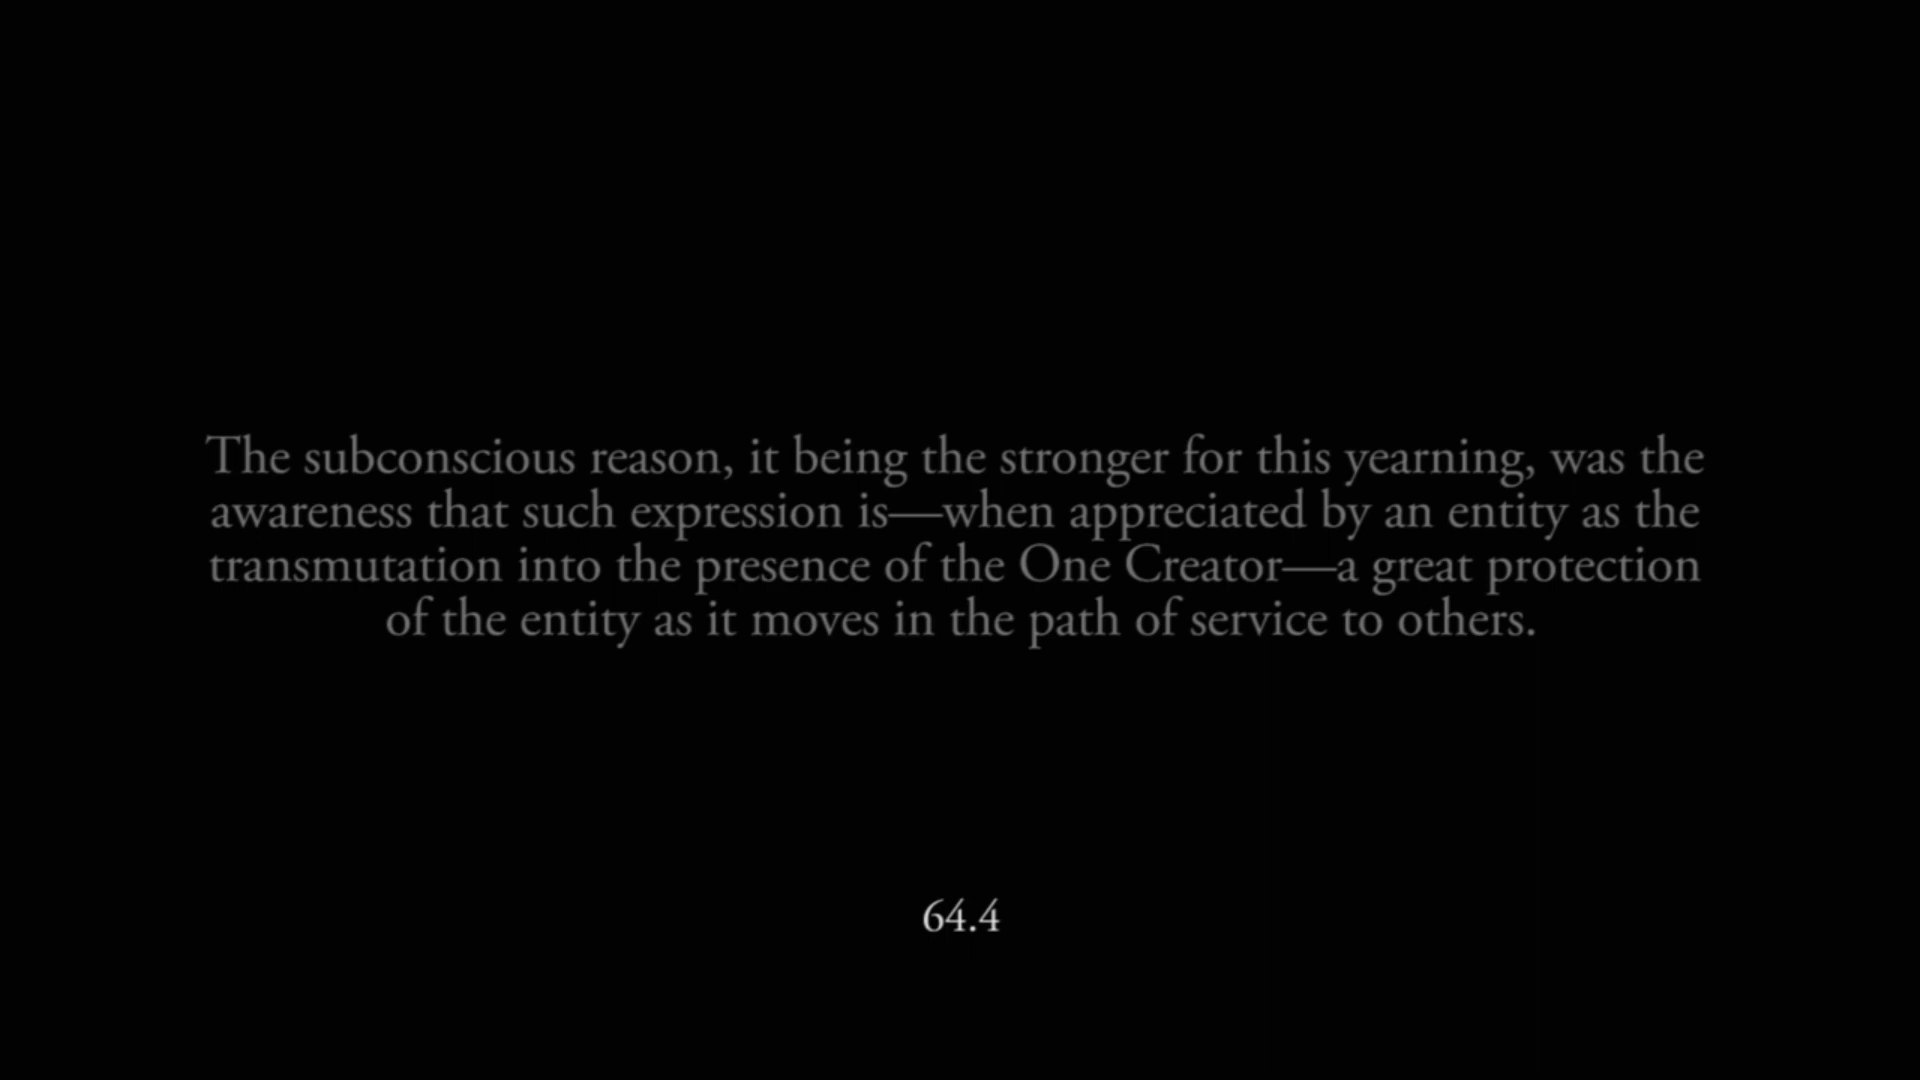 The subconscious reason, it being the stronger for this yearning, was the
awareness that such expression is—when appreciated by an entity as the
transmutation into the presence of the One Creator—a great protection
of the entity as it moves in the path of service to others.
64.4